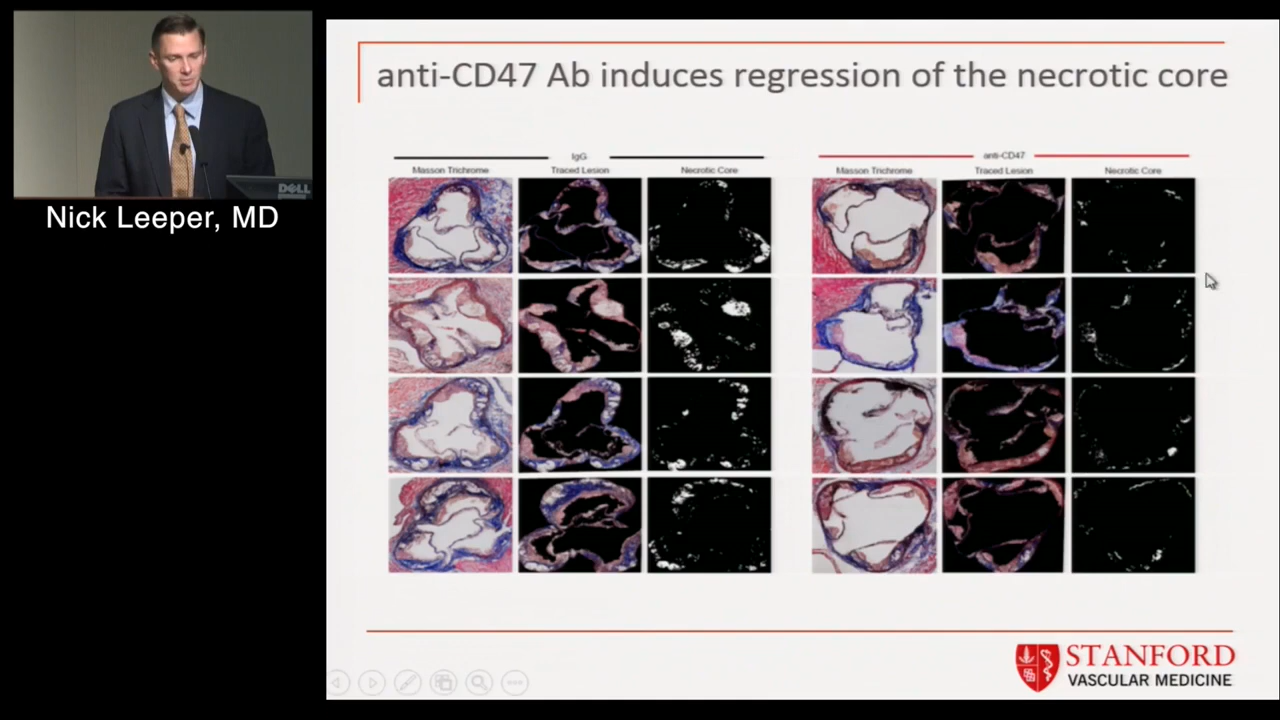 anti-CD47 Ab induces regression of the necrotic core
IgG
anti-CD47
Masson Trichrome
Traced Lesion
Necrotic Core
Masson Trichrome
Traced Lesion
Necrotic Core
DELL
Nick Leeper, MD
STANFORD
VASCULAR MEDICINE